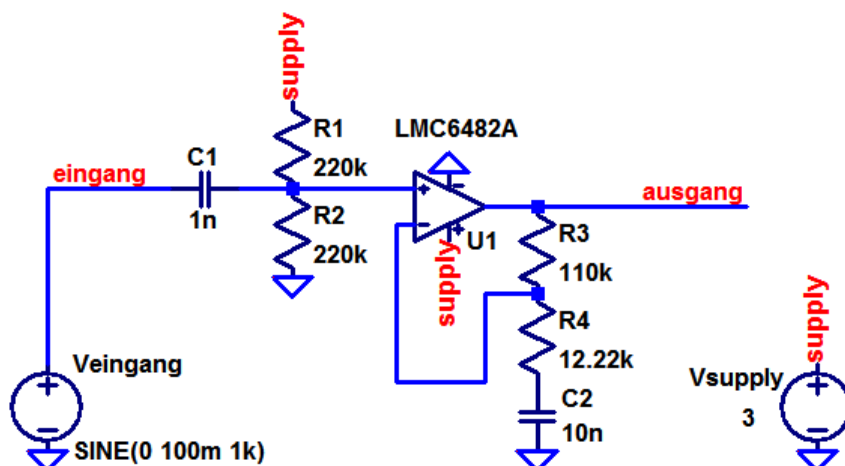 supply
R1
LMC6482A
220k
eingang
C1
1n
+
-
-
+
U1
R2
220k
supply
ausgang
R3
110k
R4
12.22k
C2
10n
Veingang
+
-
SINE(0 100m 1k)
supply
Vsupply
+
-
3